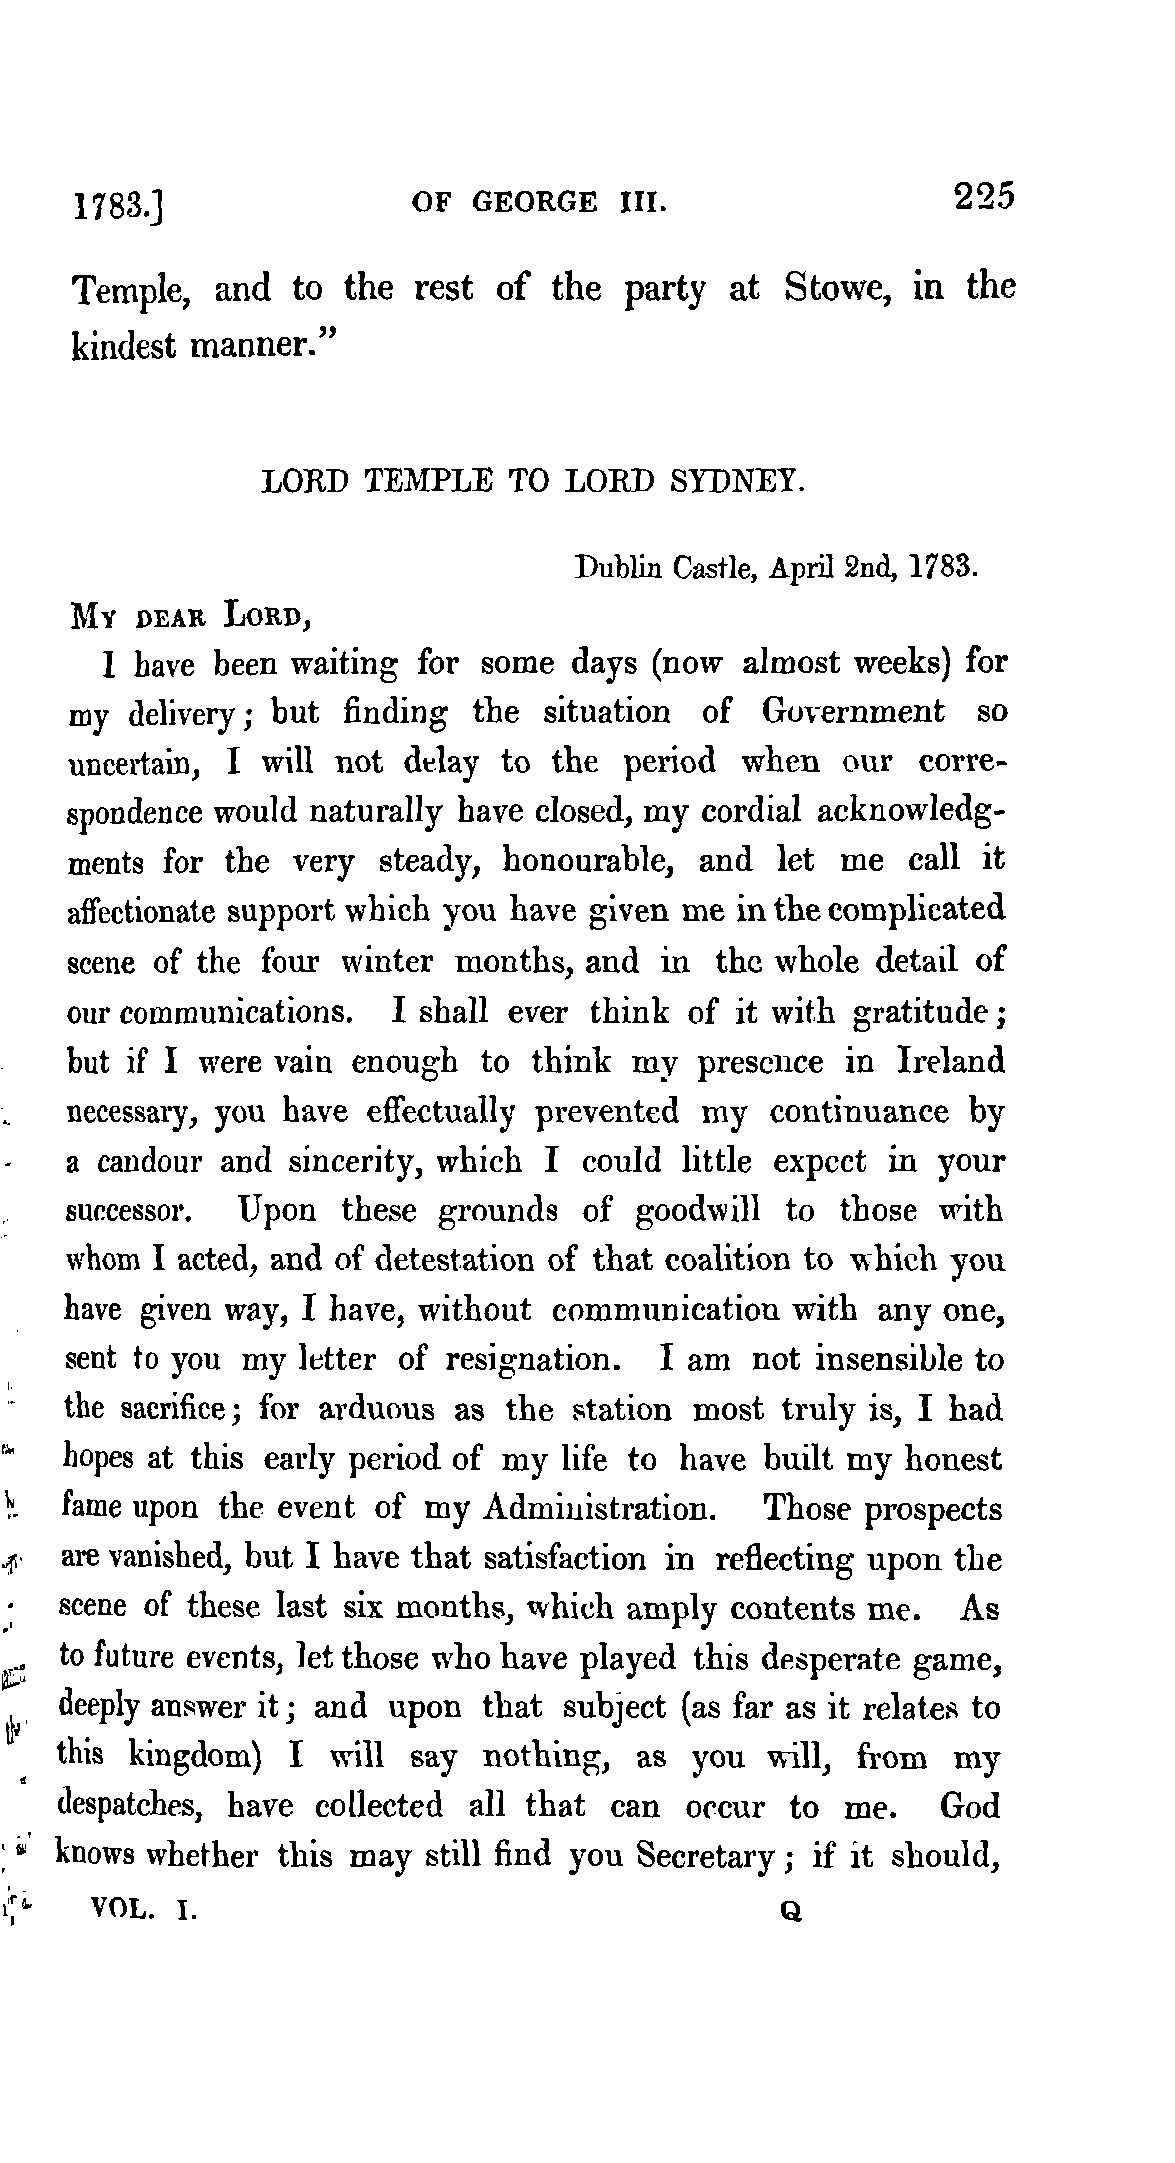 1783.] OF GEORGE III. 225
Temple, and to the rest of the party at Stowe, in the
kindest manner.”
LORD TEMPLE TO LORD SYDNEY.
Dublin Castle, April 2nd, 1783.
MY DEAR LORD,
I have been waiting for some days (now almost weeks) for
my delivery; but finding the situation of Government so
uncertain, I will not delay to the period when our corre-
spondence would naturally have closed, my cordial acknowledg-
ments for the very steady, honourable, and let me call it
affectionate support which you have given me in the complicated
scene of the four winter months, and in the whole detail of
our communications. I shall ever think of it with gratitude;
but if I were vain enough to think my presence in Ireland
necessary, you have effectually prevented my continuance by
a candour and sincerity, which I could little expect in your
successor. Upon these grounds of goodwill to those with
whom I acted, and of detestation of that coalition to which you
have given way, I have, without communication with any one,
sent to you my letter of resignation. I am not insensible to
the sacrifice; for arduous as the station most truly is, I had
hopes at this early period of my life to have built my honest
fame upon the event of my Administration. Those prospects
are vanished, but I have that satisfaction in reflecting upon the
scene of these last six months, which amply contents me. As
to future events, let those who have played this desperate game,
deeply answer it; and upon that subject (as far as it relates to
this kingdom) I will say nothing, as you will, from my
despatches, have collected all that can occur to me. God
knows whether this may still find you Secretary; if it should,
VOL. I. Q